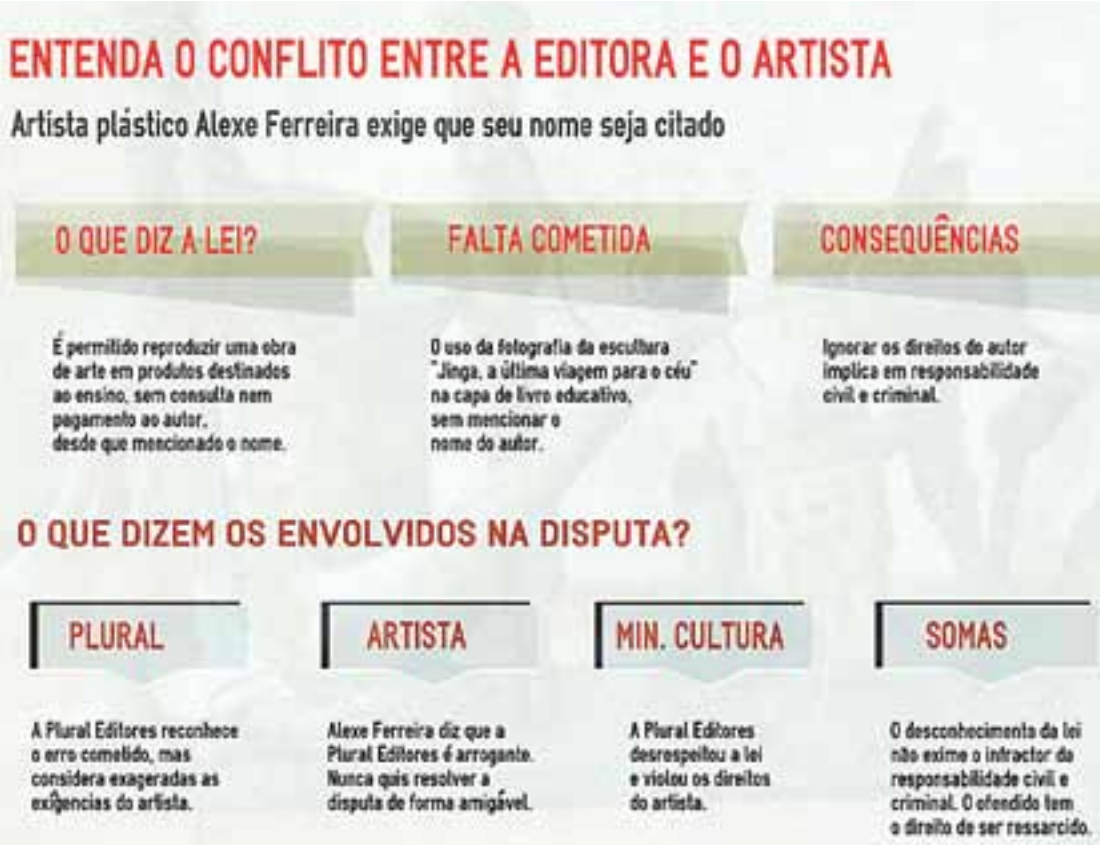 ENTENDA O CONFLITO ENTRE A EDITORA E O ARTISTA
Artista plástico Alexe Ferreira exige que seu nome seja citado
O QUE DIZ A LEI?
É permitido reproduzir uma obra
de arte em produtos destinados
ao ensino, sem consulta nem
pagamento ao autor,
desde que mencionado o nome.
FALTA COMETIDA
O uso da fotografia da escultura
"Jinga, a última viagem para o céu"
na capa de livro educativo,
sem mencionar o
nome do autor.
CONSEQUÊNCIAS
Ignorar os direitos do autor
implica em responsabilidade
civil e criminal.
O QUE DIZEM OS ENVOLVIDOS NA DISPUTA?
PLURAL
A Plural Editores reconhece
o erro cometido, mas
considera exageradas as
exigencias do artista.
ARTISTA
Alexe Ferreira diz que a
Plural Editores é arrogante.
Nunca quis resolver a
disputa de forma amigável.
MIN. CULTURA
A Plural Editores
desrespeitou a lei
e violou os direitos
do artista.
SOMAS
O desconhecimento da lei
não exime o infractor da
responsabilidade civil e
criminal. O ofendido tem
o direito de ser ressarcido.